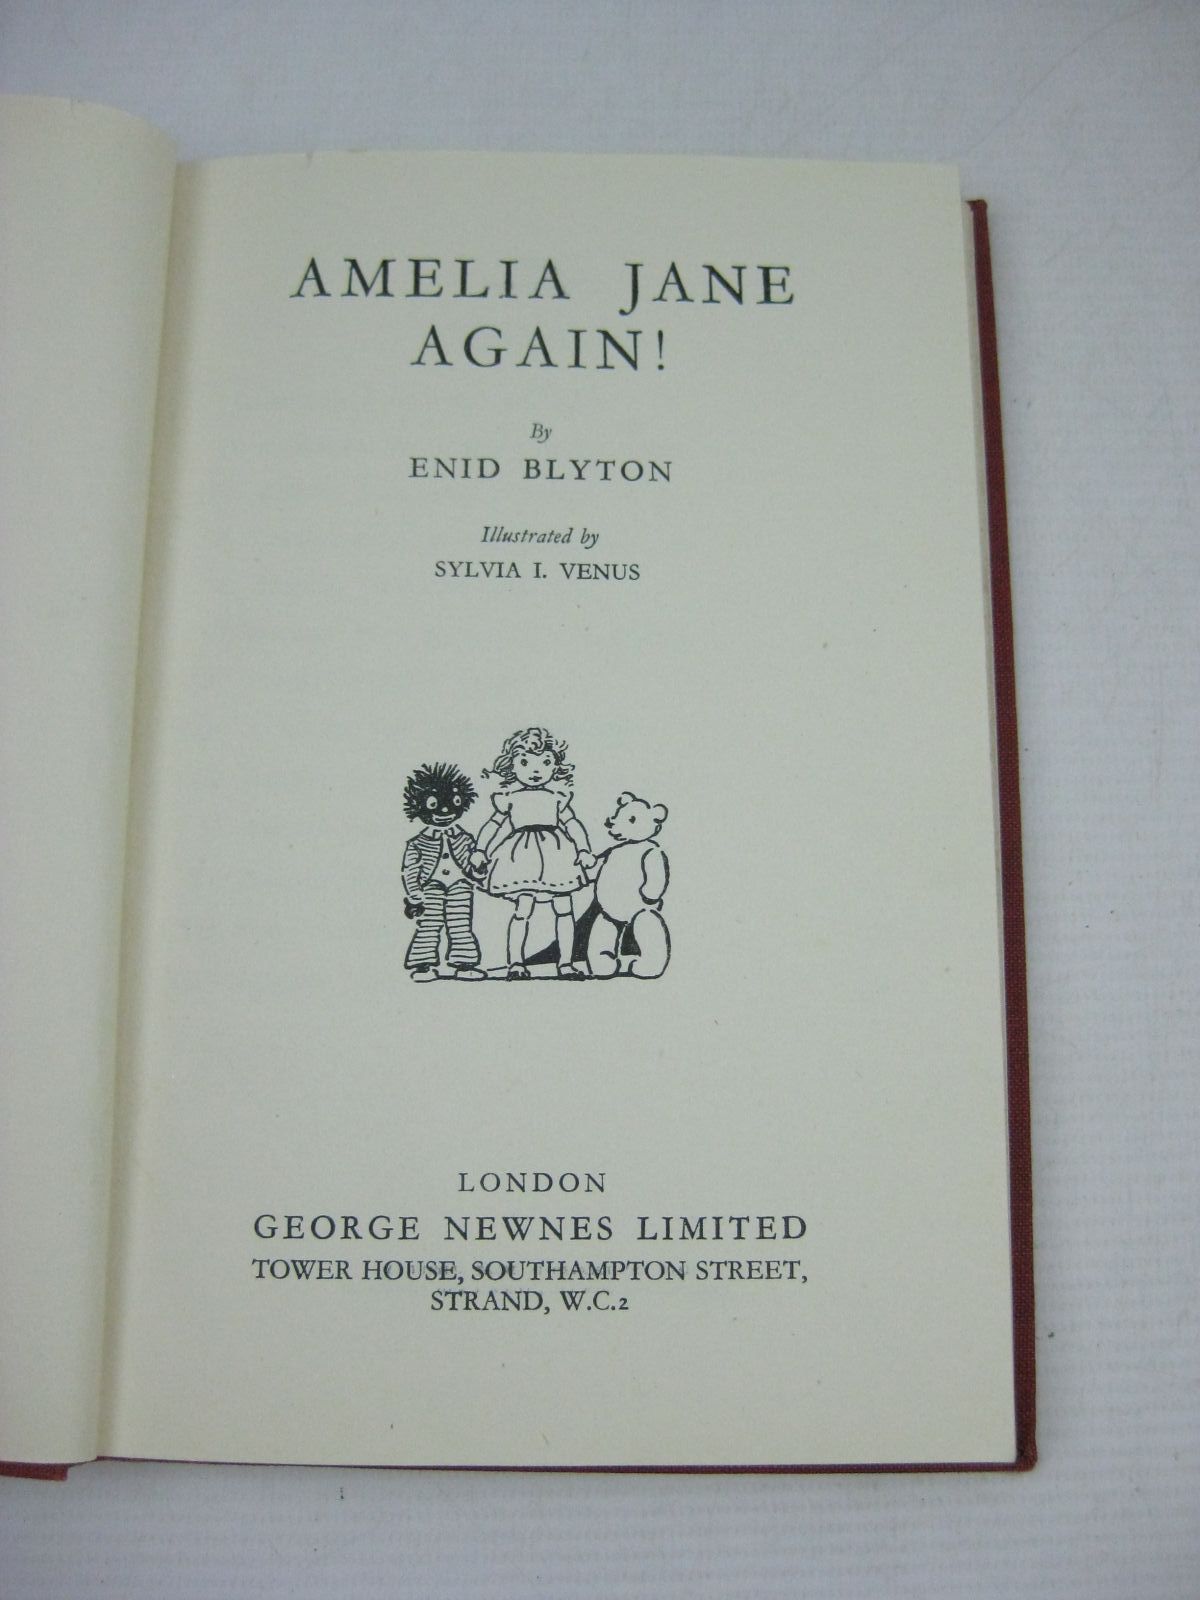 AMELIA JANE
AGAIN!
By
ENID BLYTON
Illustrated by
SYLVIA I. VENUS
LONDON
GEORGE NEWNES LIMITED
TOWER HOUSE, SOUTHAMPTON STREET,
STRAND, W.C.2